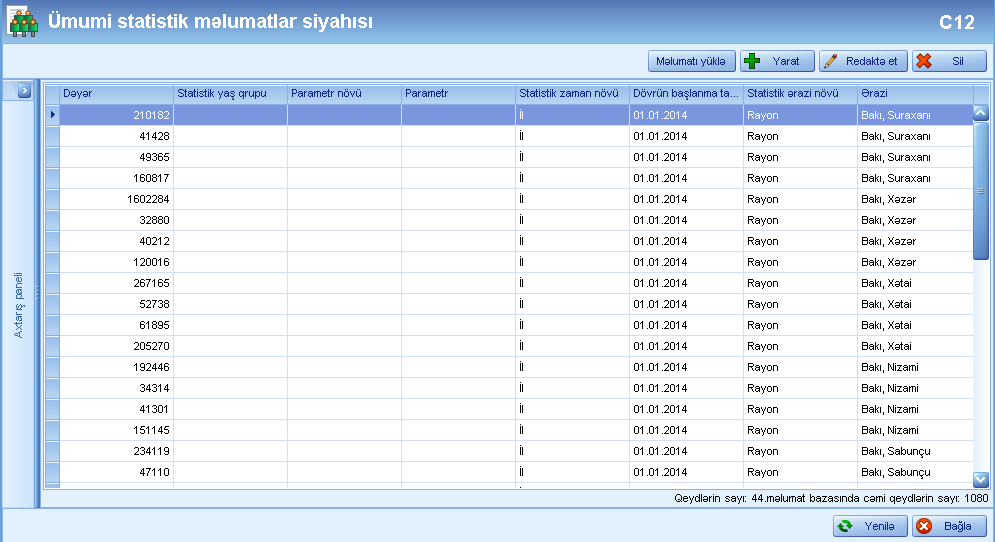 Ümumi statistik məlumatlar siyahısı
C12
Məlumatı yüklə Yarat Redaktə et Sil
Dəyər Statistik yaş qrupu Parametr növü Parametr Statistik zaman növü Dövrün başlanma ta... Statistik ərazi növü Ərazi
210182 İl 01.01.2014 Rayon Bakı, Suraxanı
41428 İl 01.01.2014 Rayon Bakı, Suraxanı
49365 İl 01.01.2014 Rayon Bakı, Suraxanı
160817 İl 01.01.2014 Rayon Bakı, Suraxanı
1602284 İl 01.01.2014 Rayon Bakı, Xəzər
32880 İl 01.01.2014 Rayon Bakı, Xəzər
40212 İl 01.01.2014 Rayon Bakı, Xəzər
120016 İl 01.01.2014 Rayon Bakı, Xəzər
267165 İl 01.01.2014 Rayon Bakı, Xətai
52738 İl 01.01.2014 Rayon Bakı, Xətai
61895 İl 01.01.2014 Rayon Bakı, Xətai
205270 İl 01.01.2014 Rayon Bakı, Xətai
192446 İl 01.01.2014 Rayon Bakı, Nizami
34314 İl 01.01.2014 Rayon Bakı, Nizami
41301 İl 01.01.2014 Rayon Bakı, Nizami
151145 İl 01.01.2014 Rayon Bakı, Nizami
234119 İl 01.01.2014 Rayon Bakı, Sabunçu
47110 İl 01.01.2014 Rayon Bakı, Sabunçu
Axtarış paneli
Qeydlərin sayı: 44.məlumat bazasında cəmi qeydlərin sayı: 1080
Yenilə Bağla